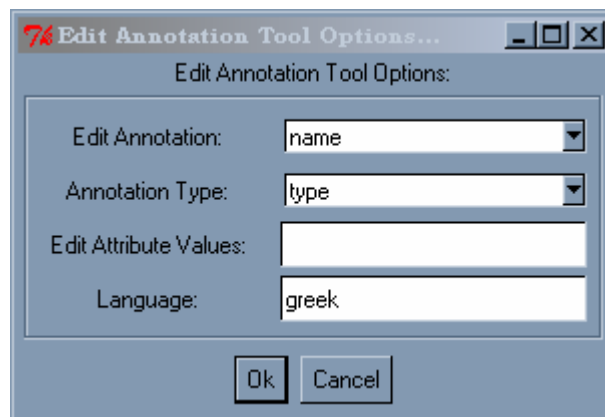 Edit Annotation Tool Options...
Edit Annotation Tool Options:
Edit Annotation: name
Annotation Type: type
Edit Attribute Values:
Language: greek
Ok Cancel